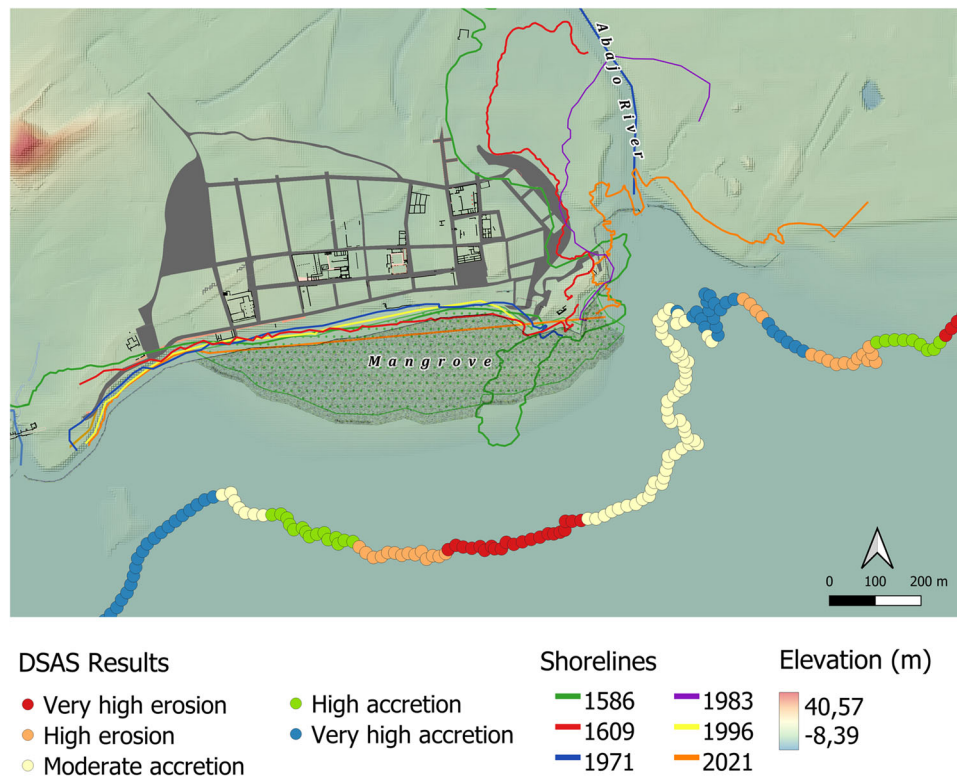 Abajo River
Mangrove
0 100 200 m
DSAS Results
Very high erosion
High erosion
Moderate accretion
High accretion
Very high accretion
Shorelines
1586
1609
1971
1983
1996
2021
Elevation (m)
40,57
-8,39